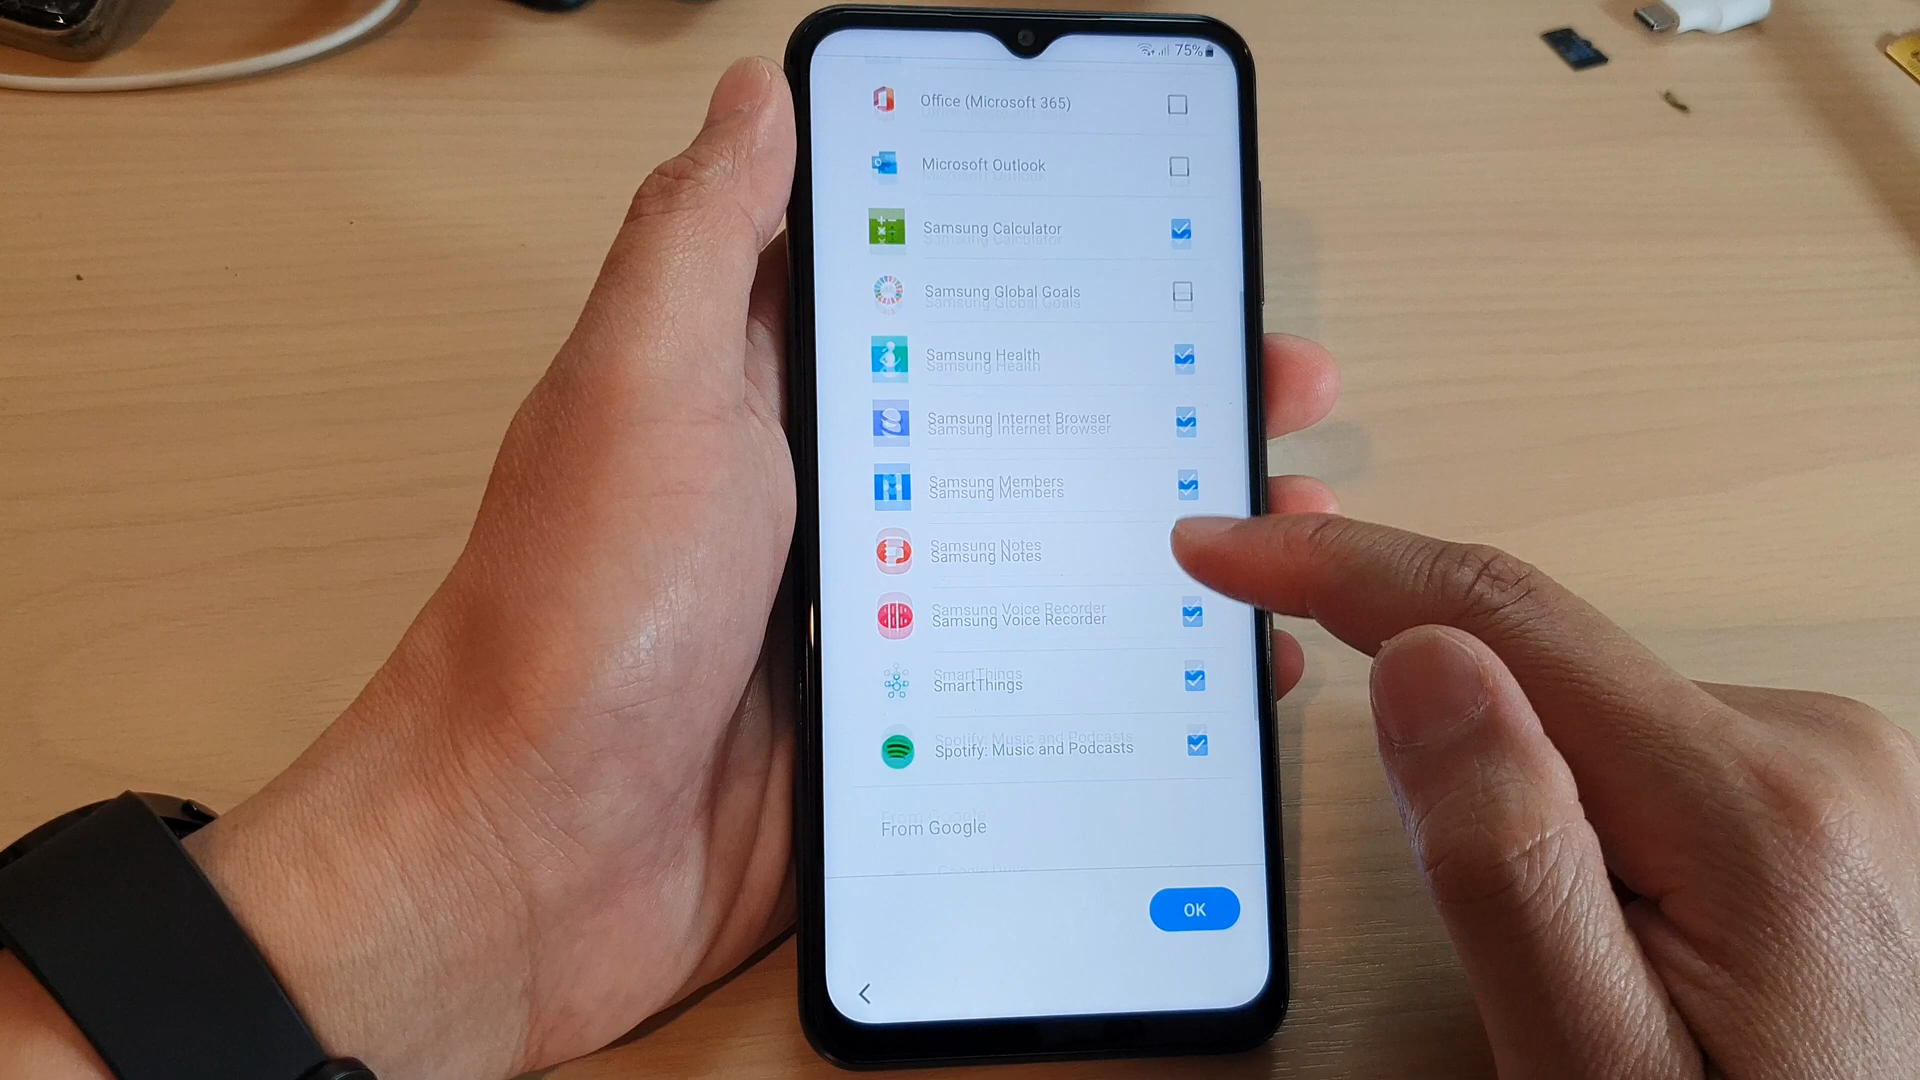 75%
Office (Microsoft 365)
Microsoft Outlook
Samsung Calculator
Samsung Global Goals
Samsung Health
Samsung Internet Browser
Samsung Members
Samsung Notes
Samsung Voice Recorder
SmartThings
Spotify: Music and Podcasts
From Google
OK